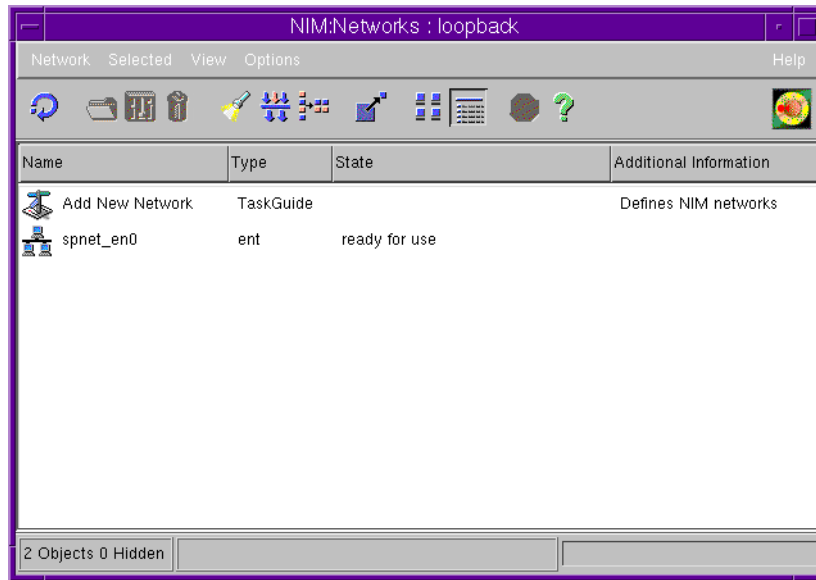 NIM:Networks : loopback
Network Selected View Options Help
Name Type State Additional Information
Add New Network TaskGuide Defines NIM networks
spnet_en0 ent ready for use
2 Objects 0 Hidden